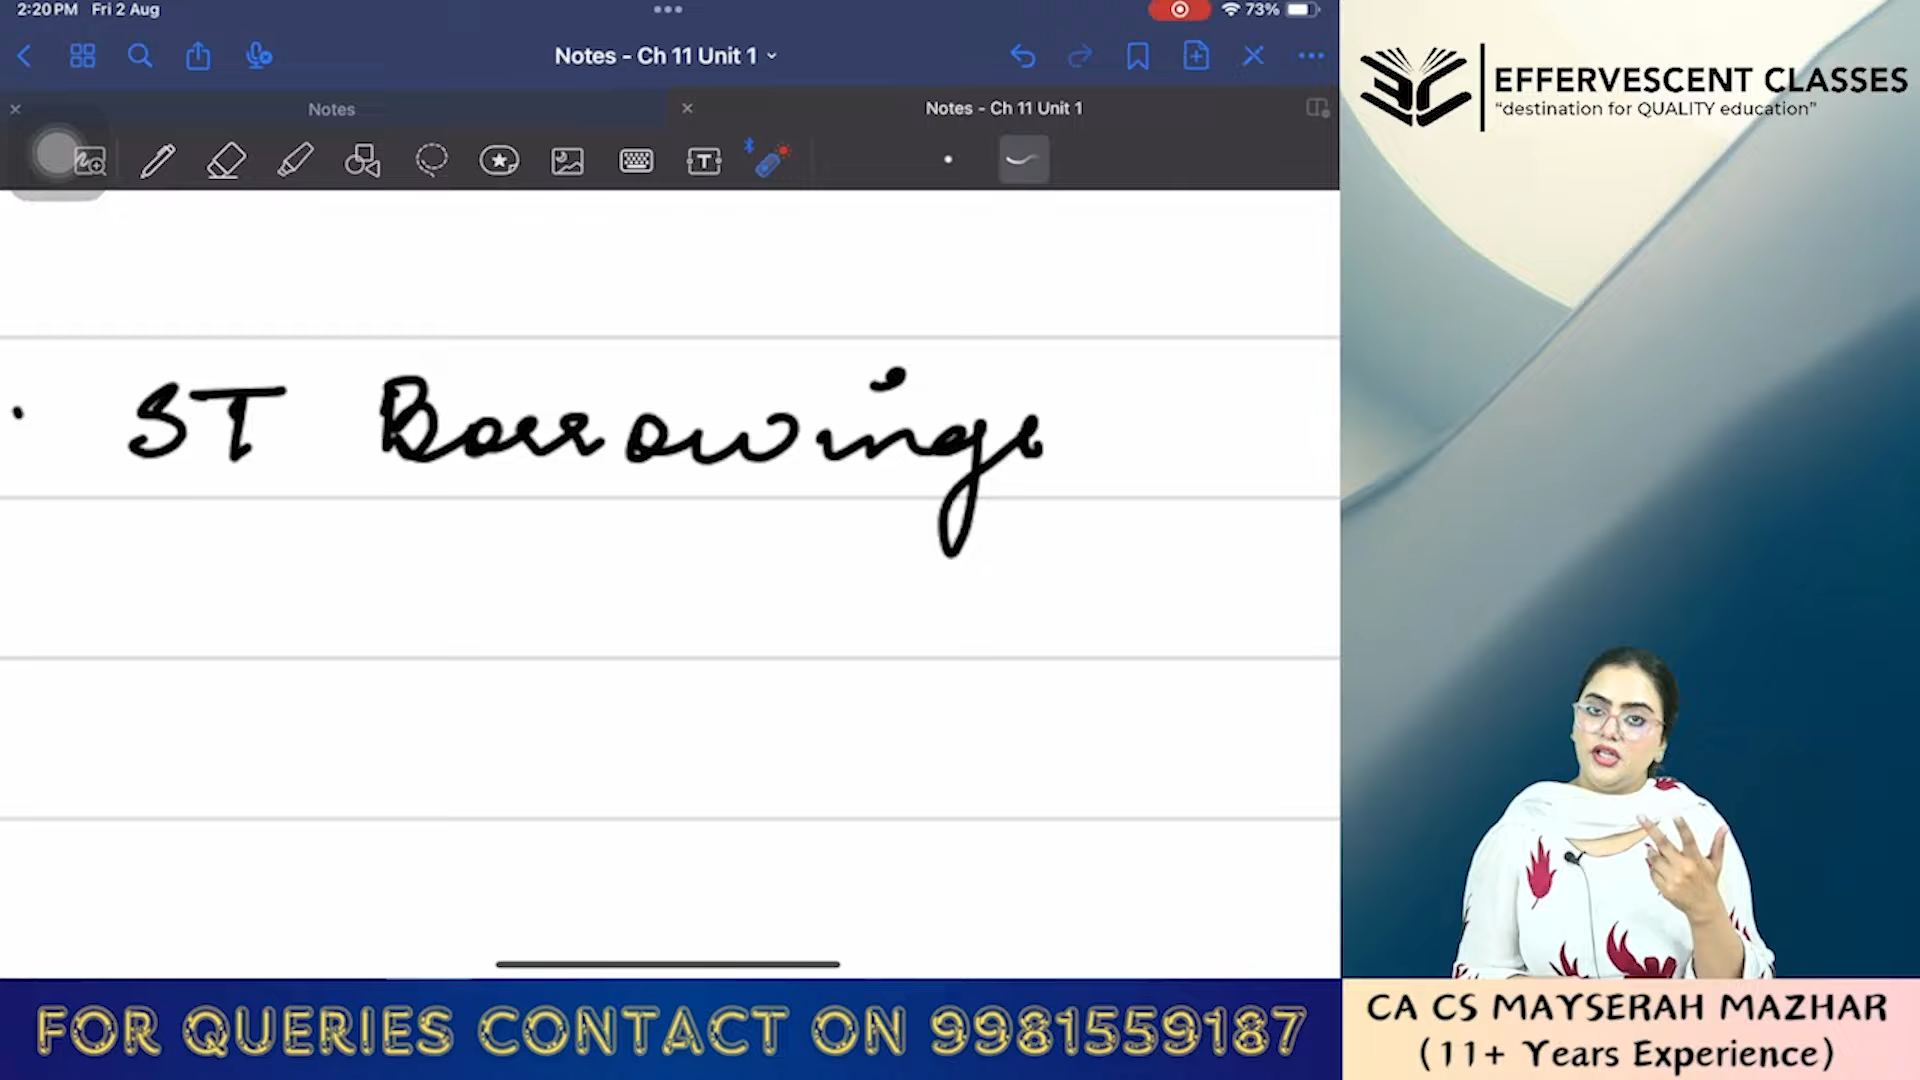 2:20 PM Fri 2 Aug
73%
Notes - Ch 11 Unit 1
Notes
Notes - Ch 11 Unit 1
ST Borrowings
EFFERVESCENT CLASSES
"destination for QUALITY education"
FOR QUERIES CONTACT ON 9981559187
CA CS MAYSERAH MAZHAR
(11+ Years Experience)